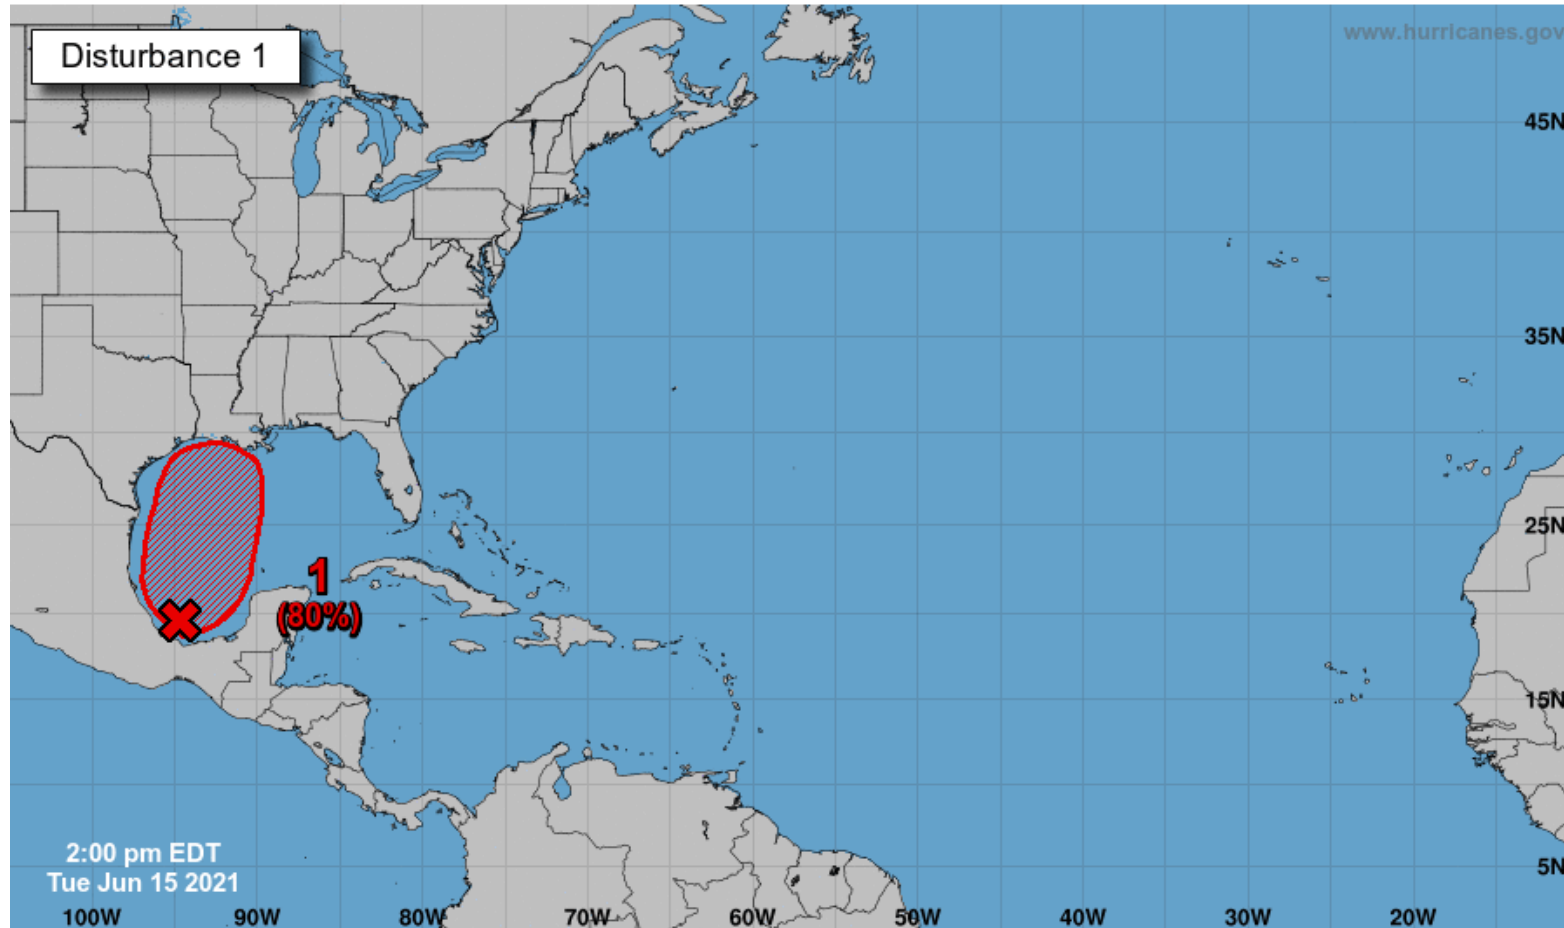 Disturbance 1
www.hurricanes.gov
45N
35N
25N
15N
5N
1
(80%)
2:00 pm EDT
Tue Jun 15 2021
100W 90W 80W 70W 60W 50W 40W 30W 20W